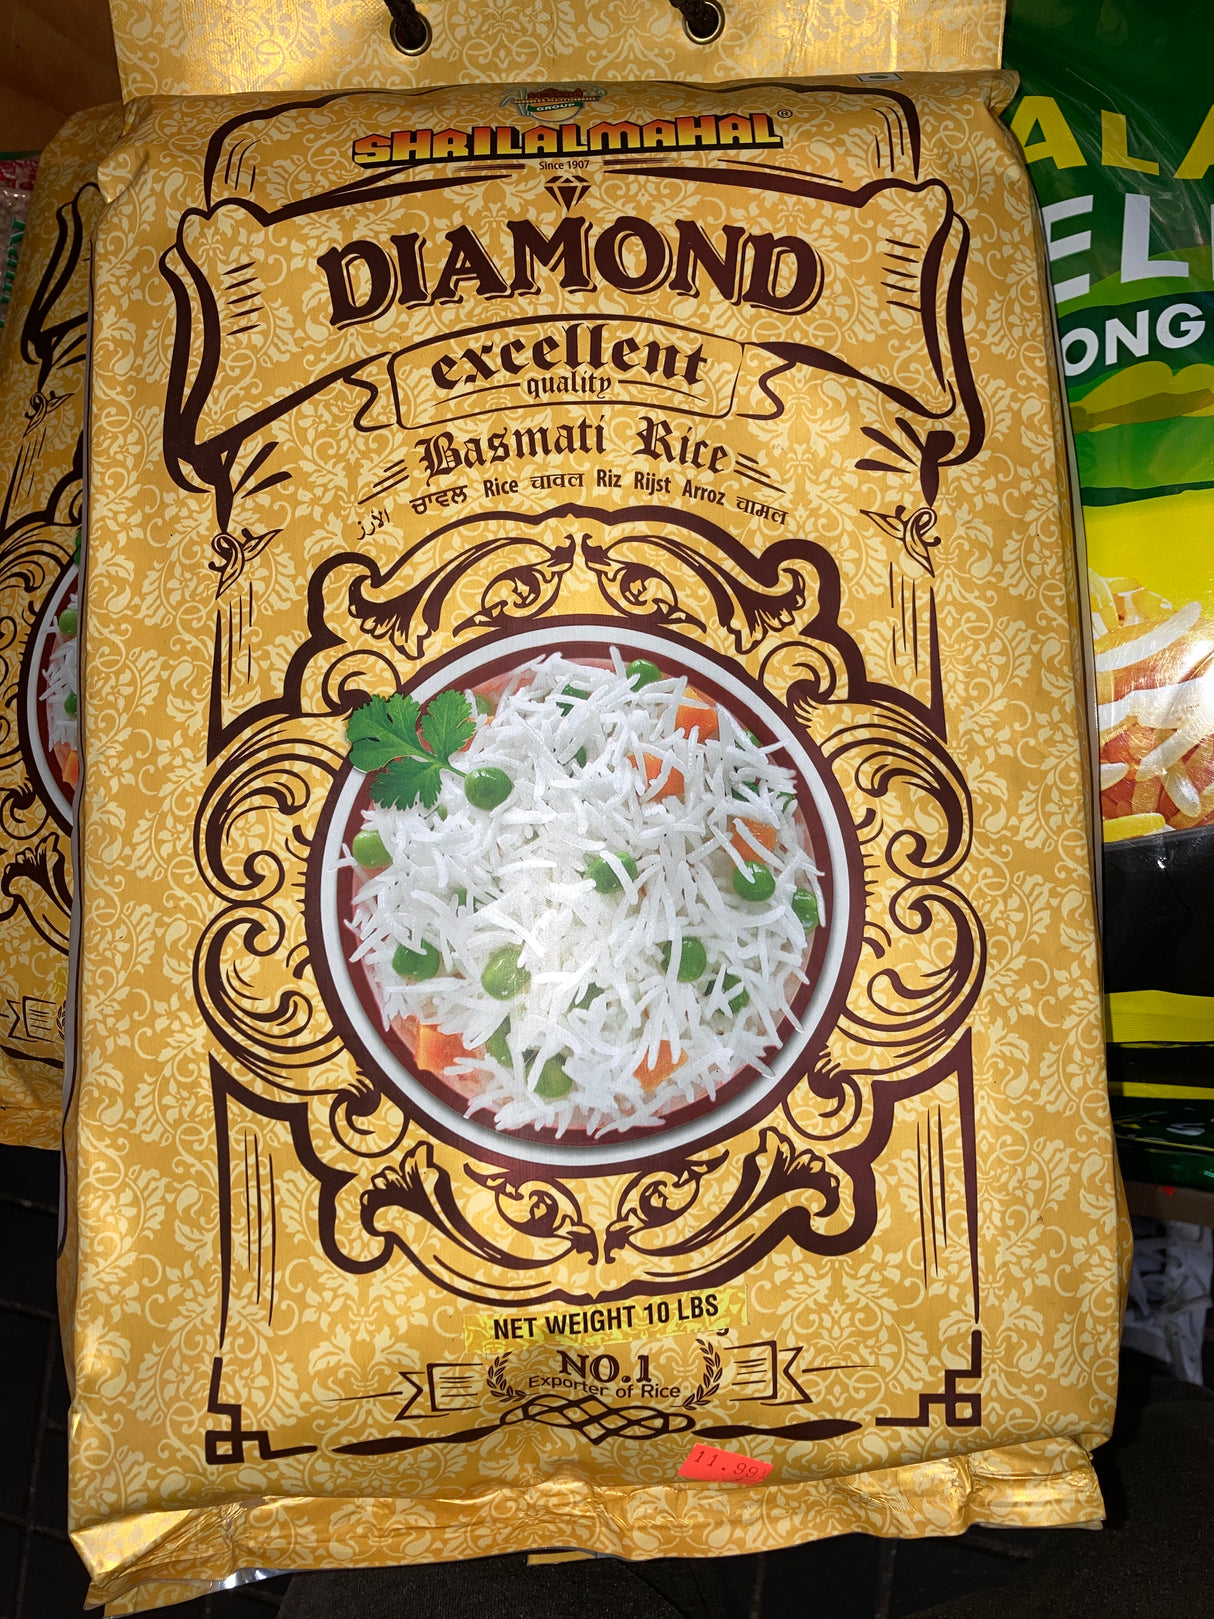 GROUP
SHRILALMAHAL®
Since 1907
DIAMOND
excellent
quality
Basmati Rice
الأرز ਚਾਵਲ Rice चावल Riz Rijst Arroz चामल
NET WEIGHT 10 LBS
NO.1
Exporter of Rice
11.99